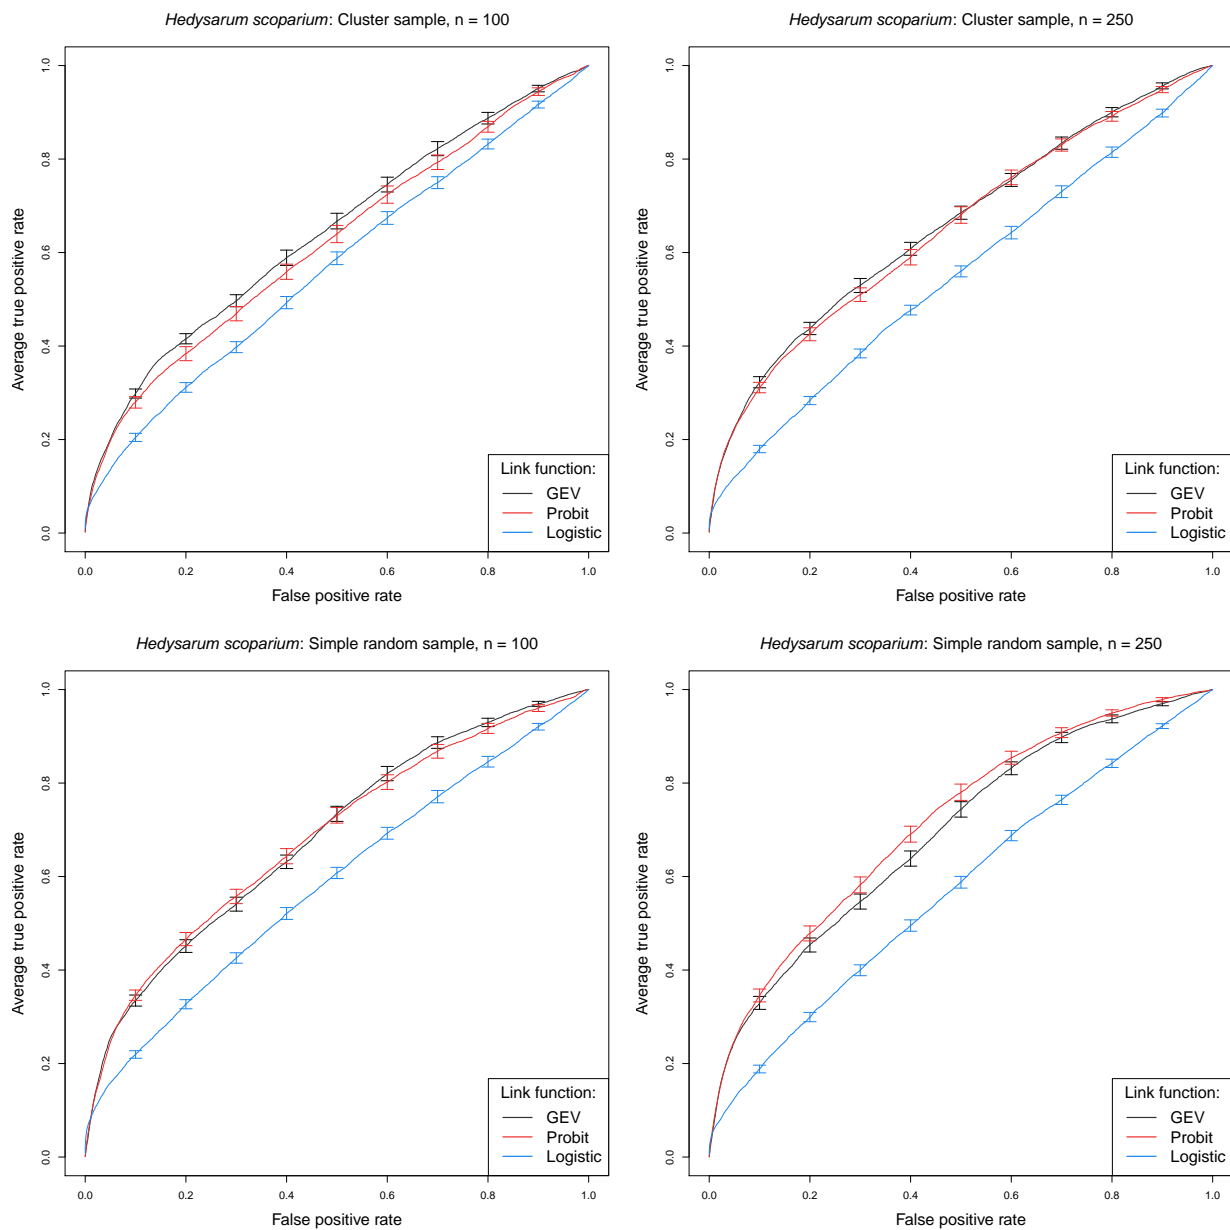 Hedysarum scoparium: Cluster sample, n = 100
Average true positive rate
1.0
0.8
0.6
0.4
0.2
0.0
Link function:
GEV
Probit
Logistic
0.0 0.2 0.4 0.6 0.8 1.0
False positive rate
Hedysarum scoparium: Cluster sample, n = 250
Average true positive rate
1.0
0.8
0.6
0.4
0.2
0.0
Link function:
GEV
Probit
Logistic
0.0 0.2 0.4 0.6 0.8 1.0
False positive rate
Hedysarum scoparium: Simple random sample, n = 100
Average true positive rate
1.0
0.8
0.6
0.4
0.2
0.0
Link function:
GEV
Probit
Logistic
0.0 0.2 0.4 0.6 0.8 1.0
False positive rate
Hedysarum scoparium: Simple random sample, n = 250
Average true positive rate
1.0
0.8
0.6
0.4
0.2
0.0
Link function:
GEV
Probit
Logistic
0.0 0.2 0.4 0.6 0.8 1.0
False positive rate